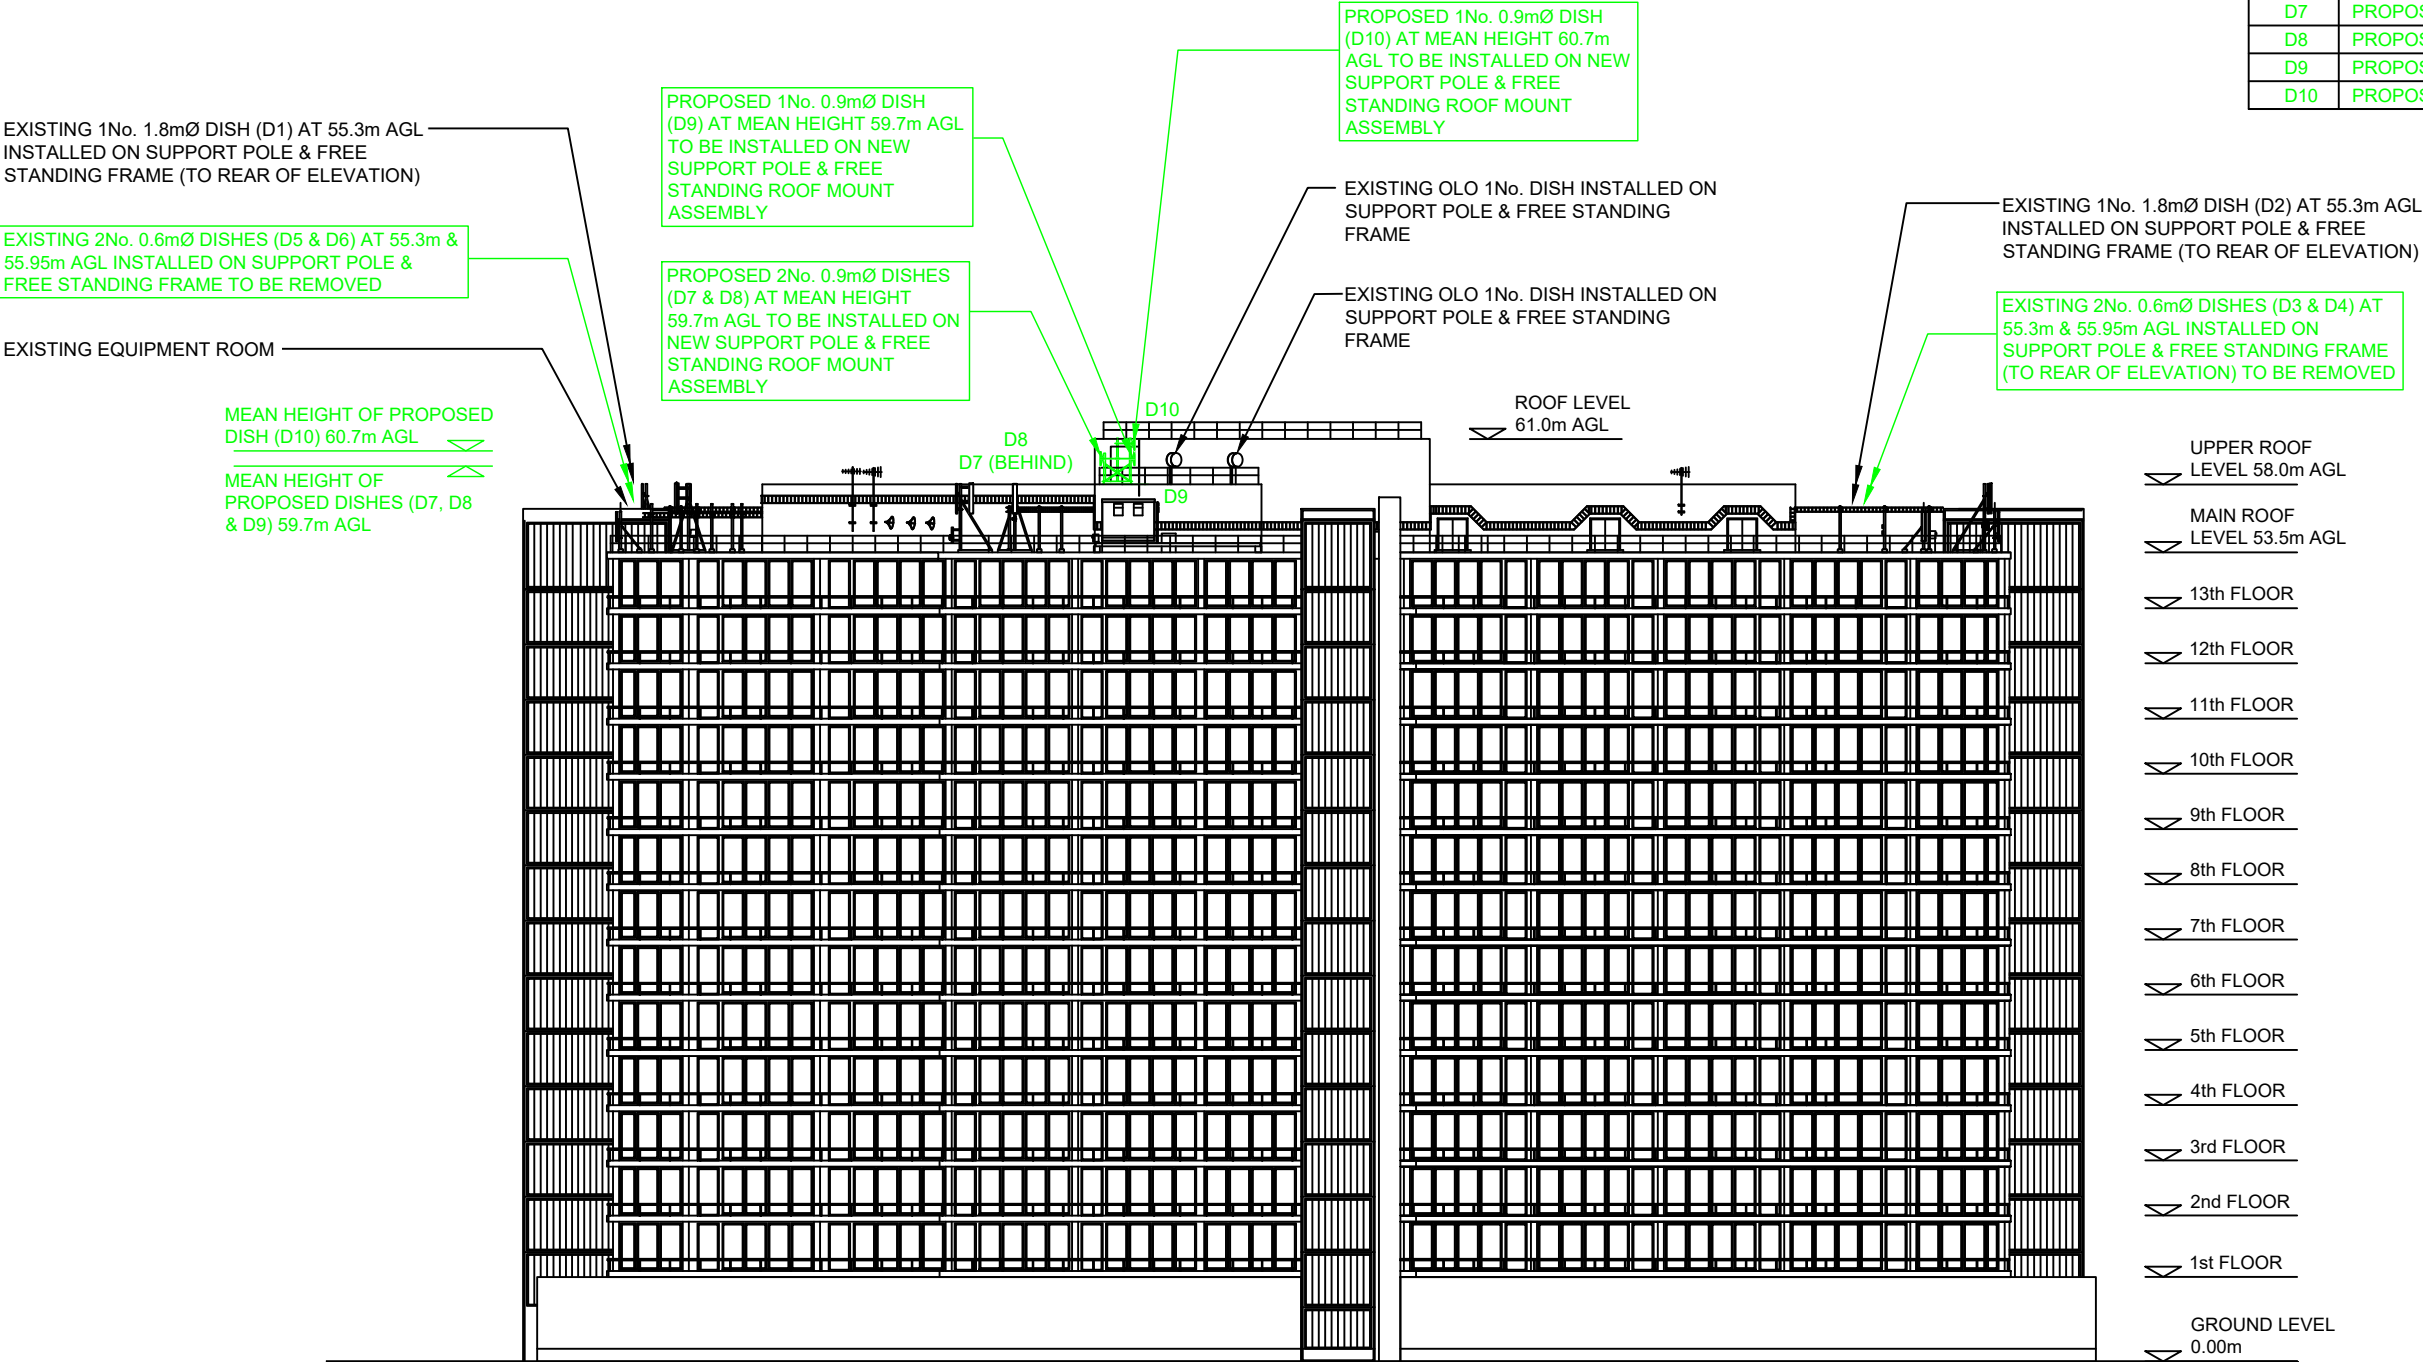 D7 PROPOS
D8 PROPOS
D9 PROPOS
D10 PROPOS
PROPOSED 1No. 0.9mØ DISH
(D10) AT MEAN HEIGHT 60.7m
AGL TO BE INSTALLED ON NEW
SUPPORT POLE & FREE
STANDING ROOF MOUNT
ASSEMBLY
PROPOSED 1No. 0.9mØ DISH
(D9) AT MEAN HEIGHT 59.7m AGL
TO BE INSTALLED ON NEW
SUPPORT POLE & FREE
STANDING ROOF MOUNT
ASSEMBLY
EXISTING 1No. 1.8mØ DISH (D1) AT 55.3m AGL
INSTALLED ON SUPPORT POLE & FREE
STANDING FRAME (TO REAR OF ELEVATION)
EXISTING OLO 1No. DISH INSTALLED ON
SUPPORT POLE & FREE STANDING
FRAME
EXISTING 1No. 1.8mØ DISH (D2) AT 55.3m AGL
INSTALLED ON SUPPORT POLE & FREE
STANDING FRAME (TO REAR OF ELEVATION)
EXISTING 2No. 0.6mØ DISHES (D5 & D6) AT 55.3m &
55.95m AGL INSTALLED ON SUPPORT POLE &
FREE STANDING FRAME TO BE REMOVED
PROPOSED 2No. 0.9mØ DISHES
(D7 & D8) AT MEAN HEIGHT
59.7m AGL TO BE INSTALLED ON
NEW SUPPORT POLE & FREE
STANDING ROOF MOUNT
ASSEMBLY
EXISTING OLO 1No. DISH INSTALLED ON
SUPPORT POLE & FREE STANDING
FRAME
EXISTING 2No. 0.6mØ DISHES (D3 & D4) AT
55.3m & 55.95m AGL INSTALLED ON
SUPPORT POLE & FREE STANDING FRAME
(TO REAR OF ELEVATION) TO BE REMOVED
EXISTING EQUIPMENT ROOM
MEAN HEIGHT OF PROPOSED
DISH (D10) 60.7m AGL
MEAN HEIGHT OF
PROPOSED DISHES (D7, D8
& D9) 59.7m AGL
D10
D8
D7 (BEHIND)
D9
ROOF LEVEL
61.0m AGL
UPPER ROOF
LEVEL 58.0m AGL
MAIN ROOF
LEVEL 53.5m AGL
13th FLOOR
12th FLOOR
11th FLOOR
10th FLOOR
9th FLOOR
8th FLOOR
7th FLOOR
6th FLOOR
5th FLOOR
4th FLOOR
3rd FLOOR
2nd FLOOR
1st FLOOR
GROUND LEVEL
0.00m